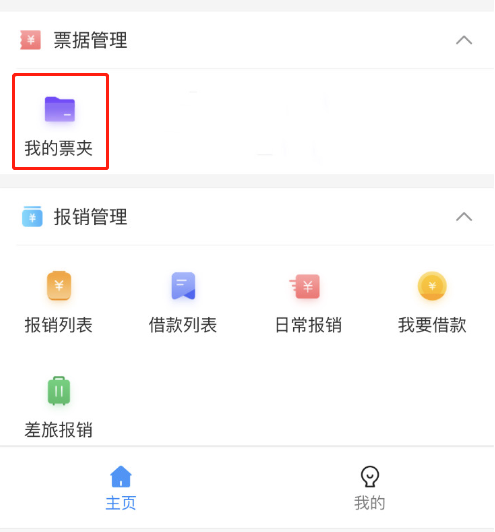 票据管理
我的票夹
报销管理
报销列表
借款列表
日常报销
我要借款
差旅报销
主页
我的